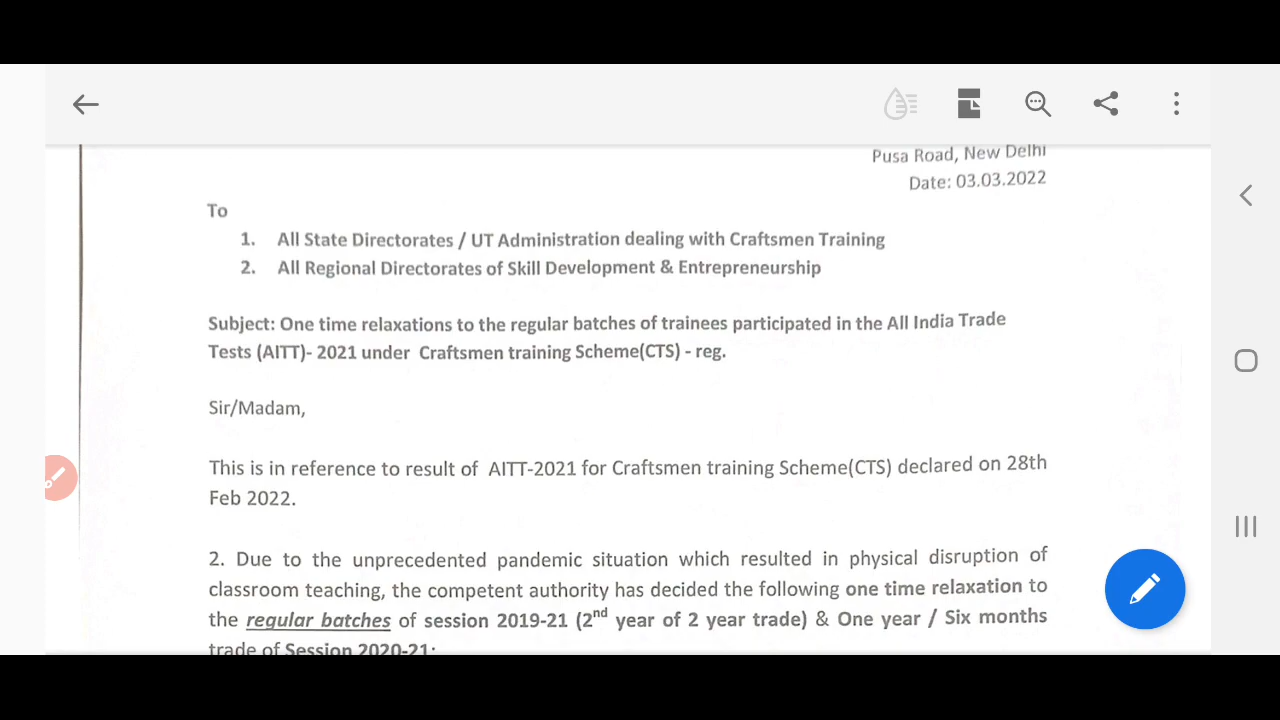 Pusa Road, New Delhi
Date: 03.03.2022
To
1. All State Directorates / UT Administration dealing with Craftsmen Training
2. All Regional Directorates of Skill Development & Entrepreneurship
Subject: One time relaxations to the regular batches of trainees participated in the All India Trade
Tests (AITT)- 2021 under Craftsmen training Scheme(CTS) - reg.
Sir/Madam,
This is in reference to result of AITT-2021 for Craftsmen training Scheme(CTS) declared on 28th
Feb 2022.
2. Due to the unprecedented pandemic situation which resulted in physical disruption of
classroom teaching, the competent authority has decided the following one time relaxation to
the regular batches of session 2019-21 (2nd year of 2 year trade) & One year / Six months
trade of Session 2020-21: